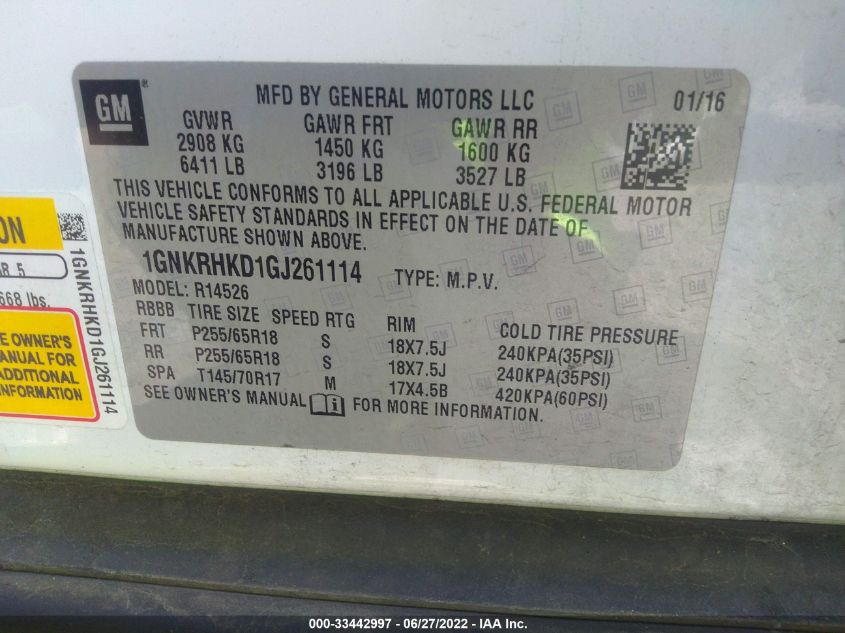 GM ®
MFD BY GENERAL MOTORS LLC 01/16
GVWR GAWR FRT GAWR RR
2908 KG 1450 KG 1600 KG
6411 LB 3196 LB 3527 LB
THIS VEHICLE CONFORMS TO ALL APPLICABLE U.S. FEDERAL MOTOR
VEHICLE SAFETY STANDARDS IN EFFECT ON THE DATE OF
MANUFACTURE SHOWN ABOVE.
1GNKRHKD1GJ261114 TYPE: M.P.V.
MODEL: R14526
RBBB TIRE SIZE SPEED RTG RIM COLD TIRE PRESSURE
FRT P255/65R18 S 18X7.5J 240KPA(35PSI)
RR P255/65R18 S 18X7.5J 240KPA(35PSI)
SPA T145/70R17 M 17X4.5B 420KPA(60PSI)
SEE OWNER'S MANUAL FOR MORE INFORMATION.
ON
AR 5
668 lbs.
E OWNER'S
MANUAL FOR
ADDITIONAL
INFORMATION
1GNKRHKD1GJ261114
000-33442997 - 06/27/2022 - IAA Inc.